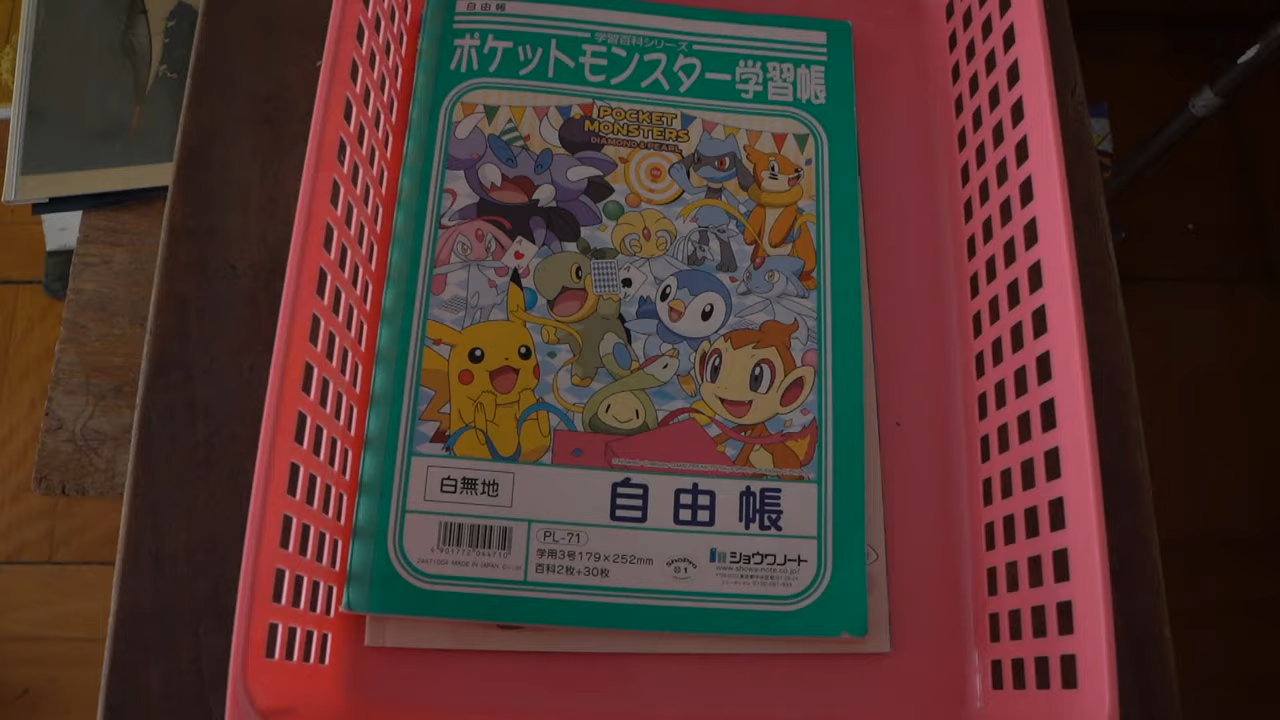 自由帳
学習百科シリーズ
ポケットモンスター学習帳
POCKET
MONSTERS
DIAMOND & PEARL
白無地
自由帳
4 901772 044710
MADE IN JAPAN
PL-71
学用3号179×252mm
百科2枚+30枚
ショウワノート
www.showa-note.co.jp/